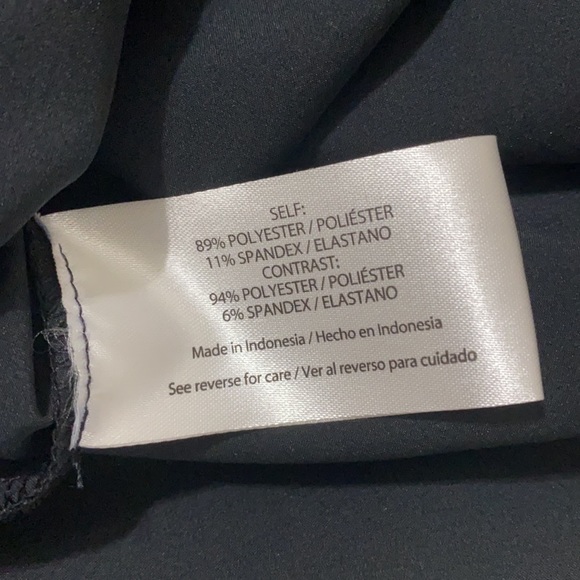 SELF:
89% POLYESTER / POLIÉSTER
11% SPANDEX / ELASTANO
CONTRAST:
94% POLYESTER / POLIÉSTER
6% SPANDEX / ELASTANO
Made in Indonesia / Hecho en Indonesia
See reverse for care / Ver al reverso para cuidado